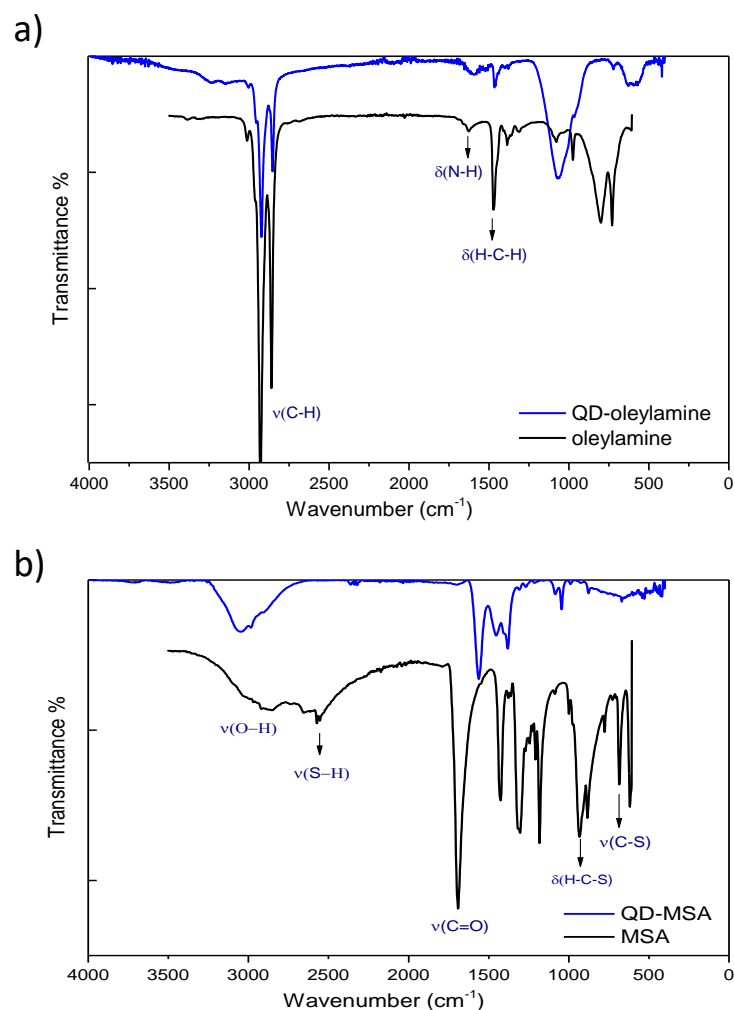 a)
Transmittance %
δ(N-H)
δ(H-C-H)
ν(C-H)
QD-oleylamine
oleylamine
4000 3500 3000 2500 2000 1500 1000 500 0
Wavenumber (cm⁻¹)
b)
Transmittance %
ν(O−H)
ν(S−H)
ν(C=O)
ν(C-S)
δ(H-C-S)
QD-MSA
MSA
4000 3500 3000 2500 2000 1500 1000 500 0
Wavenumber (cm⁻¹)